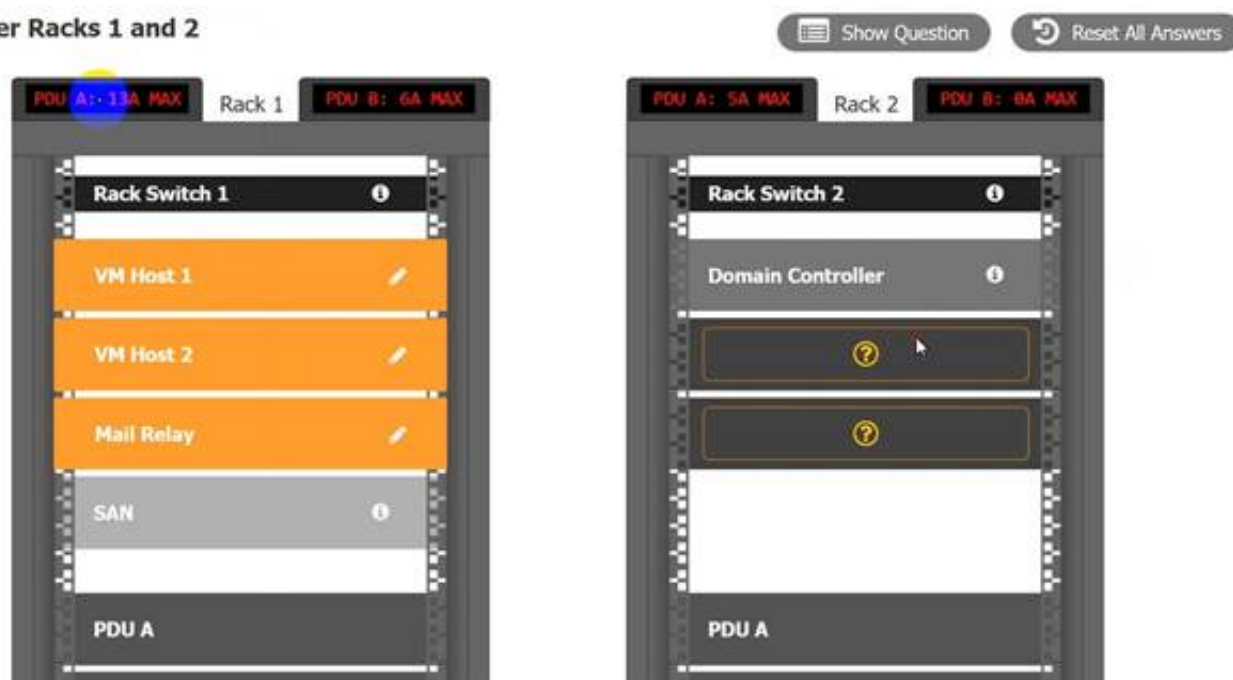 er Racks 1 and 2
Show Question
Reset All Answers
PDU A: 13A MAX
Rack 1
PDU B: 6A MAX
Rack Switch 1
VM Host 1
VM Host 2
Mail Relay
SAN
PDU A
PDU A: 5A MAX
Rack 2
PDU B: 0A MAX
Rack Switch 2
Domain Controller
?
?
PDU A